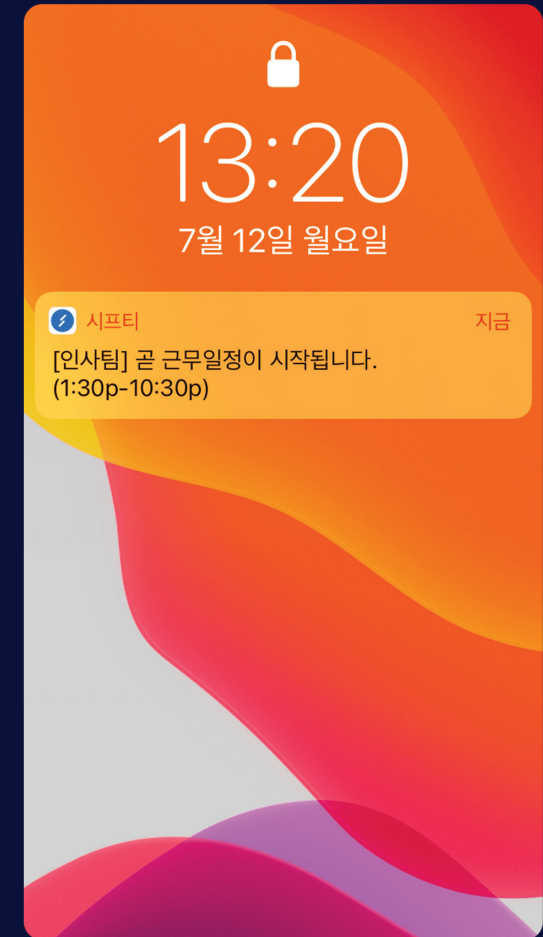 13:20
7월 12일 월요일
시프티 지금
[인사팀] 곧 근무일정이 시작됩니다.
(1:30p-10:30p)